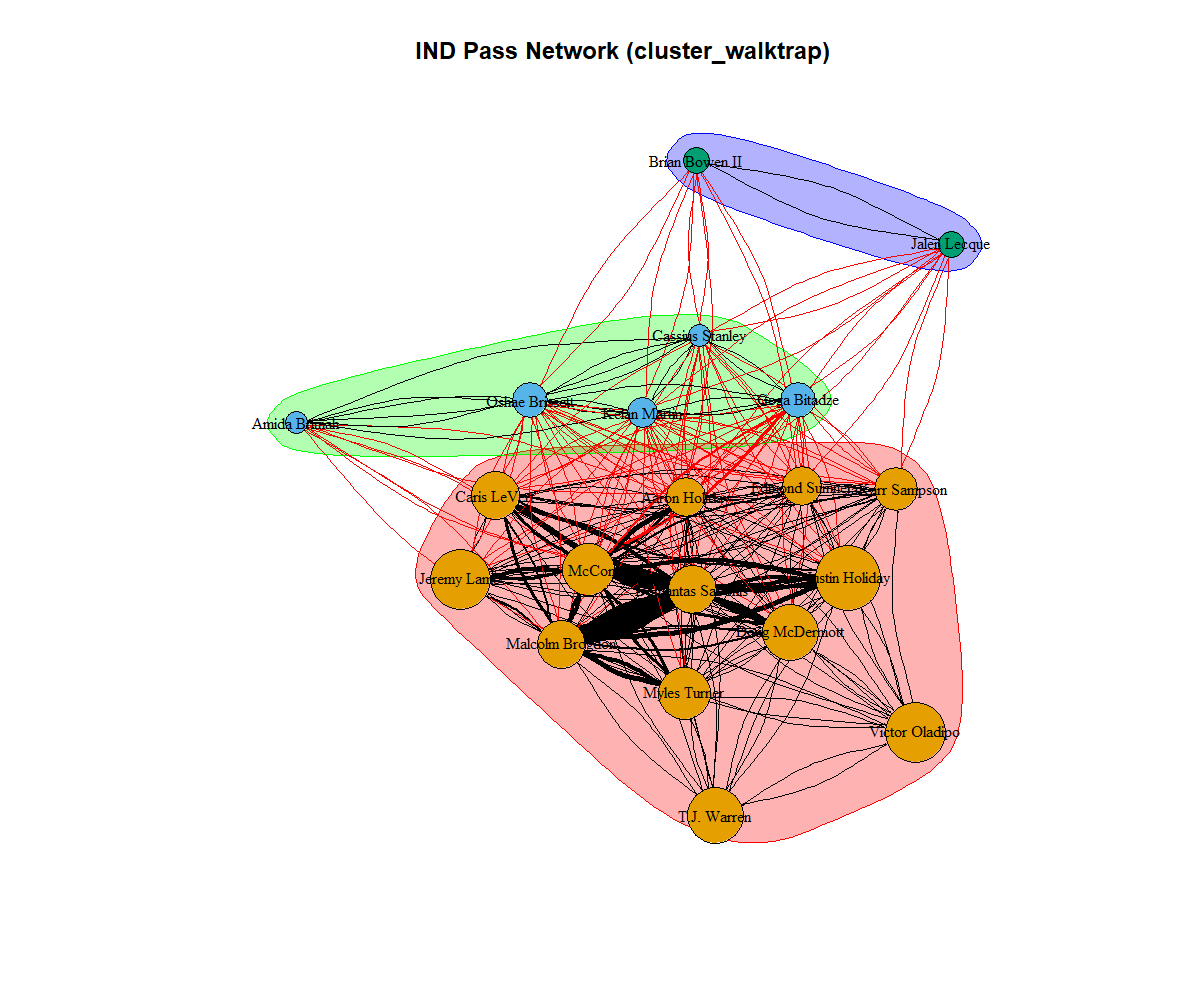 IND Pass Network (cluster_walktrap)
Brian Bowen II
Jalen Lecque
Cassius Stanley
Oshae Brissett
Goga Bitadze
Kelan Martin
Amida Brimah
Caris LeVert
Aaron Holiday
Edmond Sumner
Sampson
McCon
Jeremy Lamb
Justin Holiday
Domantas Sabonis
Doug McDermott
Malcolm Brogdon
Myles Turner
Victor Oladipo
T.J. Warren